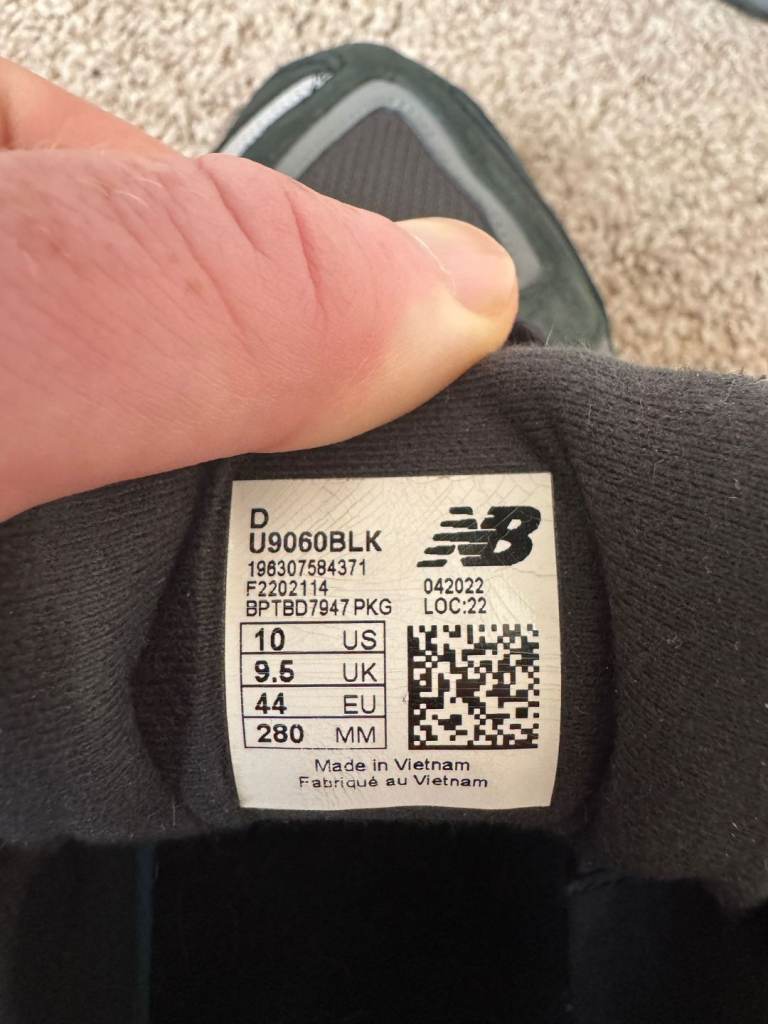 D
U9060BLK
NB
196307584371
F2202114
042022
BPTBD7947 PKG
LOC:22
10 US
9.5 UK
44 EU
280 MM
Made in Vietnam
Fabriqué au Vietnam